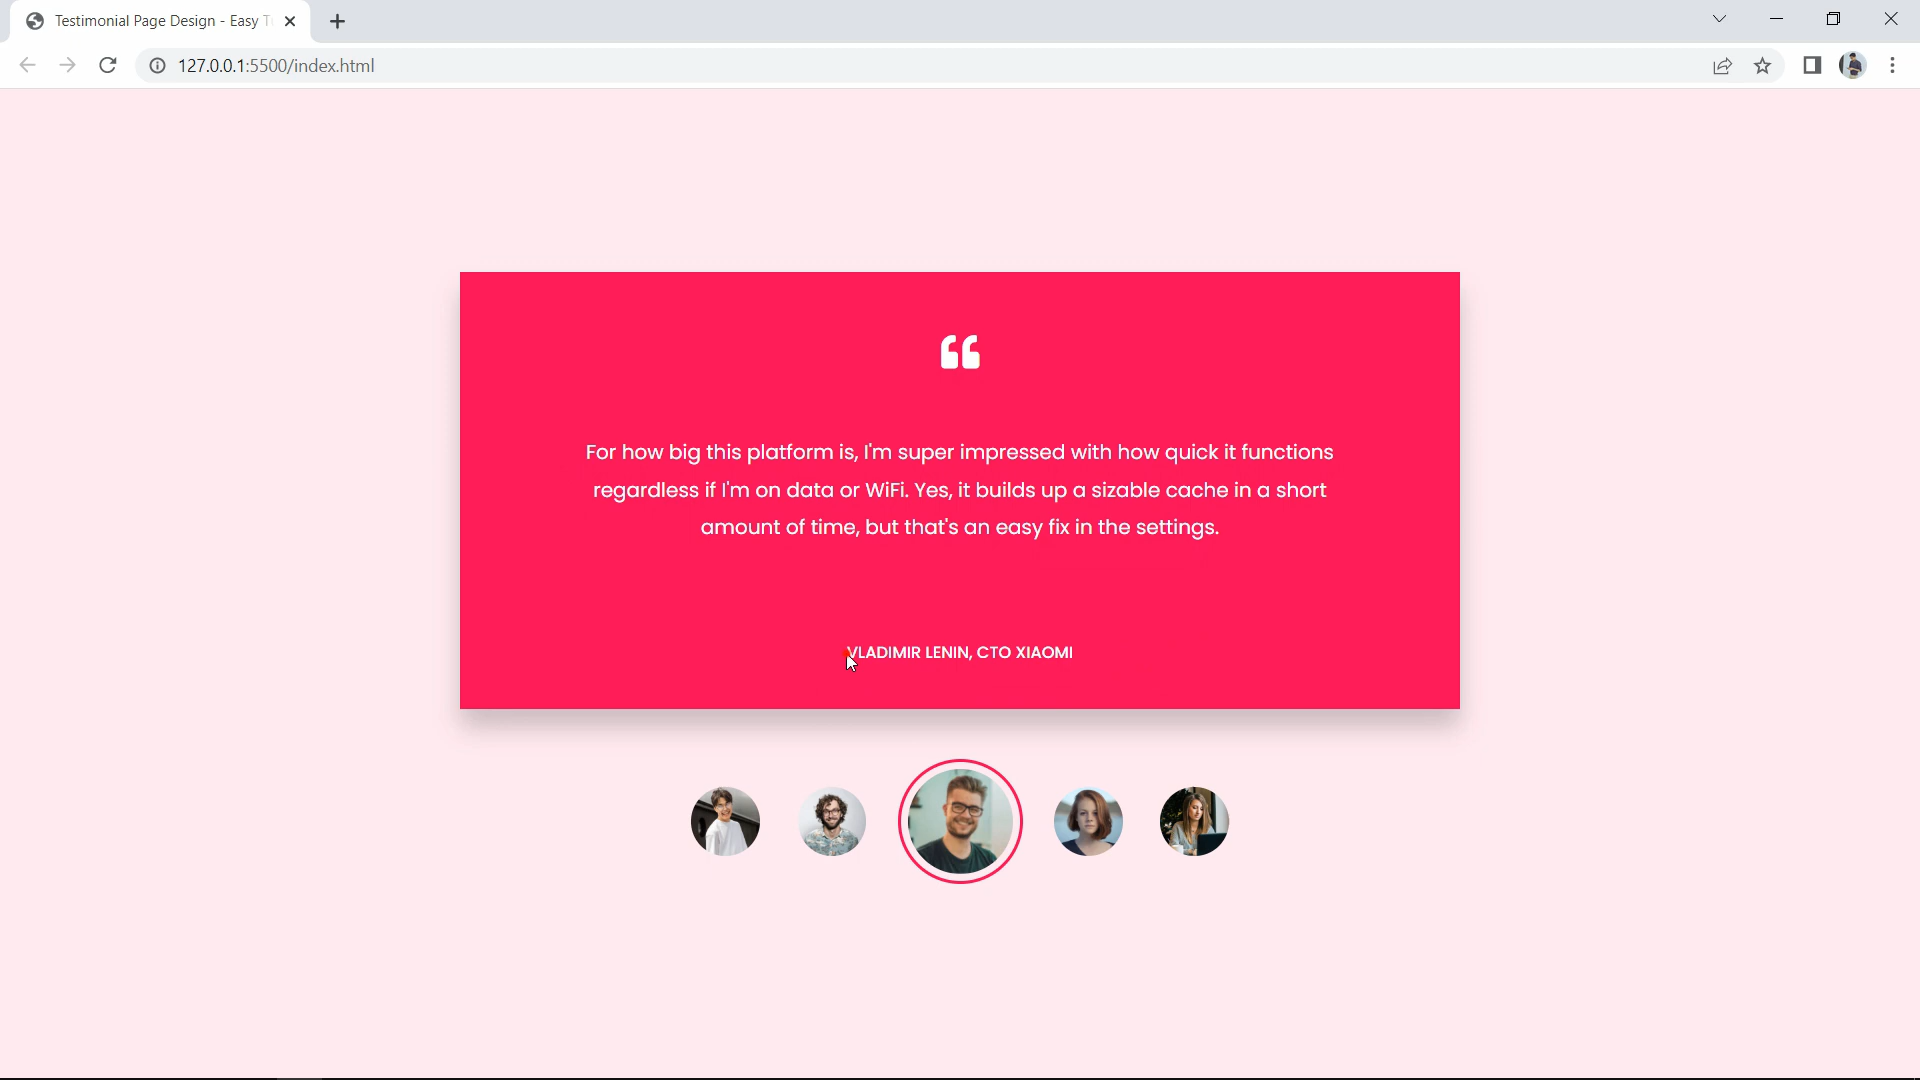 Testimonial Page Design - Easy T
127.0.0.1:5500/index.html
“
For how big this platform is, I'm super impressed with how quick it functions
regardless if I'm on data or WiFi. Yes, it builds up a sizable cache in a short
amount of time, but that's an easy fix in the settings.
VLADIMIR LENIN, CTO XIAOMI